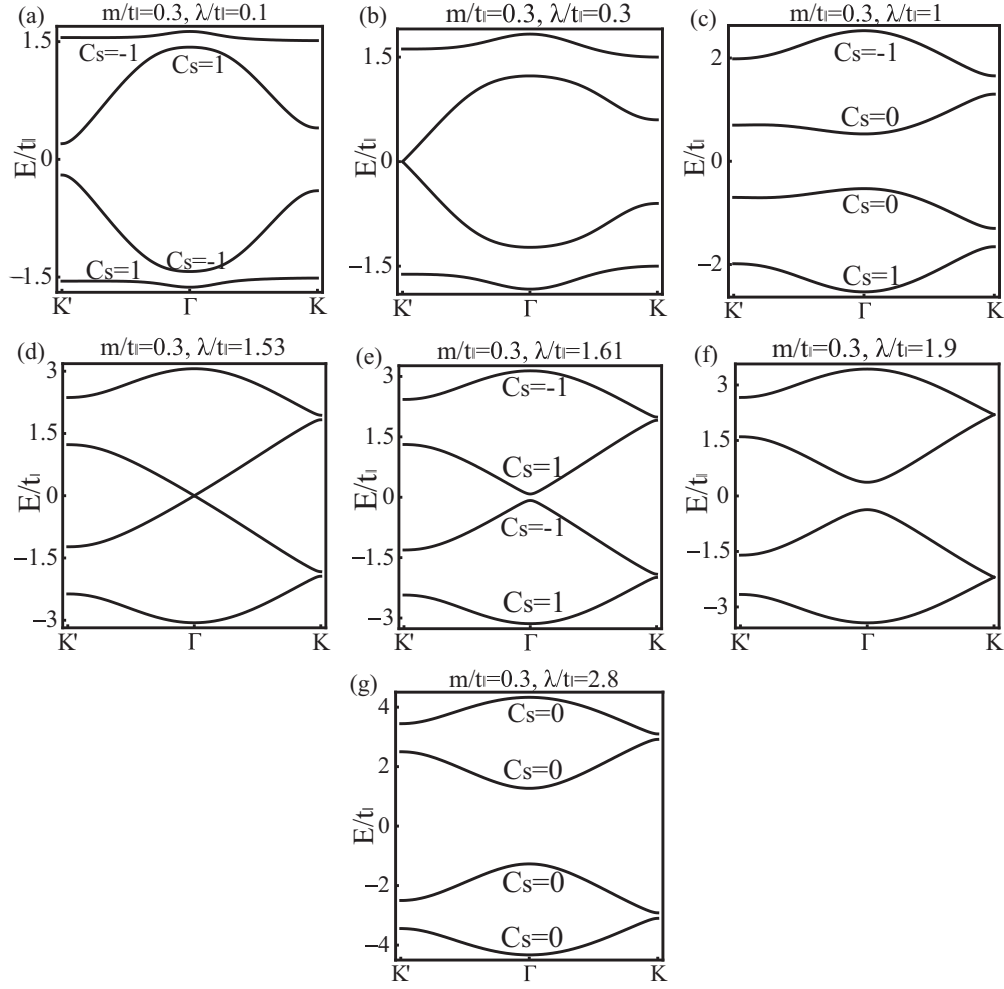 (a) m/t∥=0.3, λ/t∥=0.1
1.5
Cs=-1
Cs=1
E/t∥
0
Cs=1
Cs=-1
−1.5
K' Γ K
(b) m/t∥=0.3, λ/t∥=0.3
1.5
E/t∥
0
−1.5
K' Γ K
(c) m/t∥=0.3, λ/t∥=1
2
Cs=-1
Cs=0
E/t∥
0
Cs=0
−2
Cs=1
K' Γ K
(d) m/t∥=0.3, λ/t∥=1.53
3
1.5
E/t∥
0
−1.5
−3
K' Γ K
(e) m/t∥=0.3, λ/t∥=1.61
3
Cs=-1
1.5
Cs=1
E/t∥
0
Cs=-1
−1.5
Cs=1
−3
K' Γ K
(f) m/t∥=0.3, λ/t∥=1.9
3
1.5
E/t∥
0
−1.5
−3
K' Γ K
(g) m/t∥=0.3, λ/t∥=2.8
4
Cs=0
2
Cs=0
E/t∥
0
−2
Cs=0
Cs=0
−4
K' Γ K